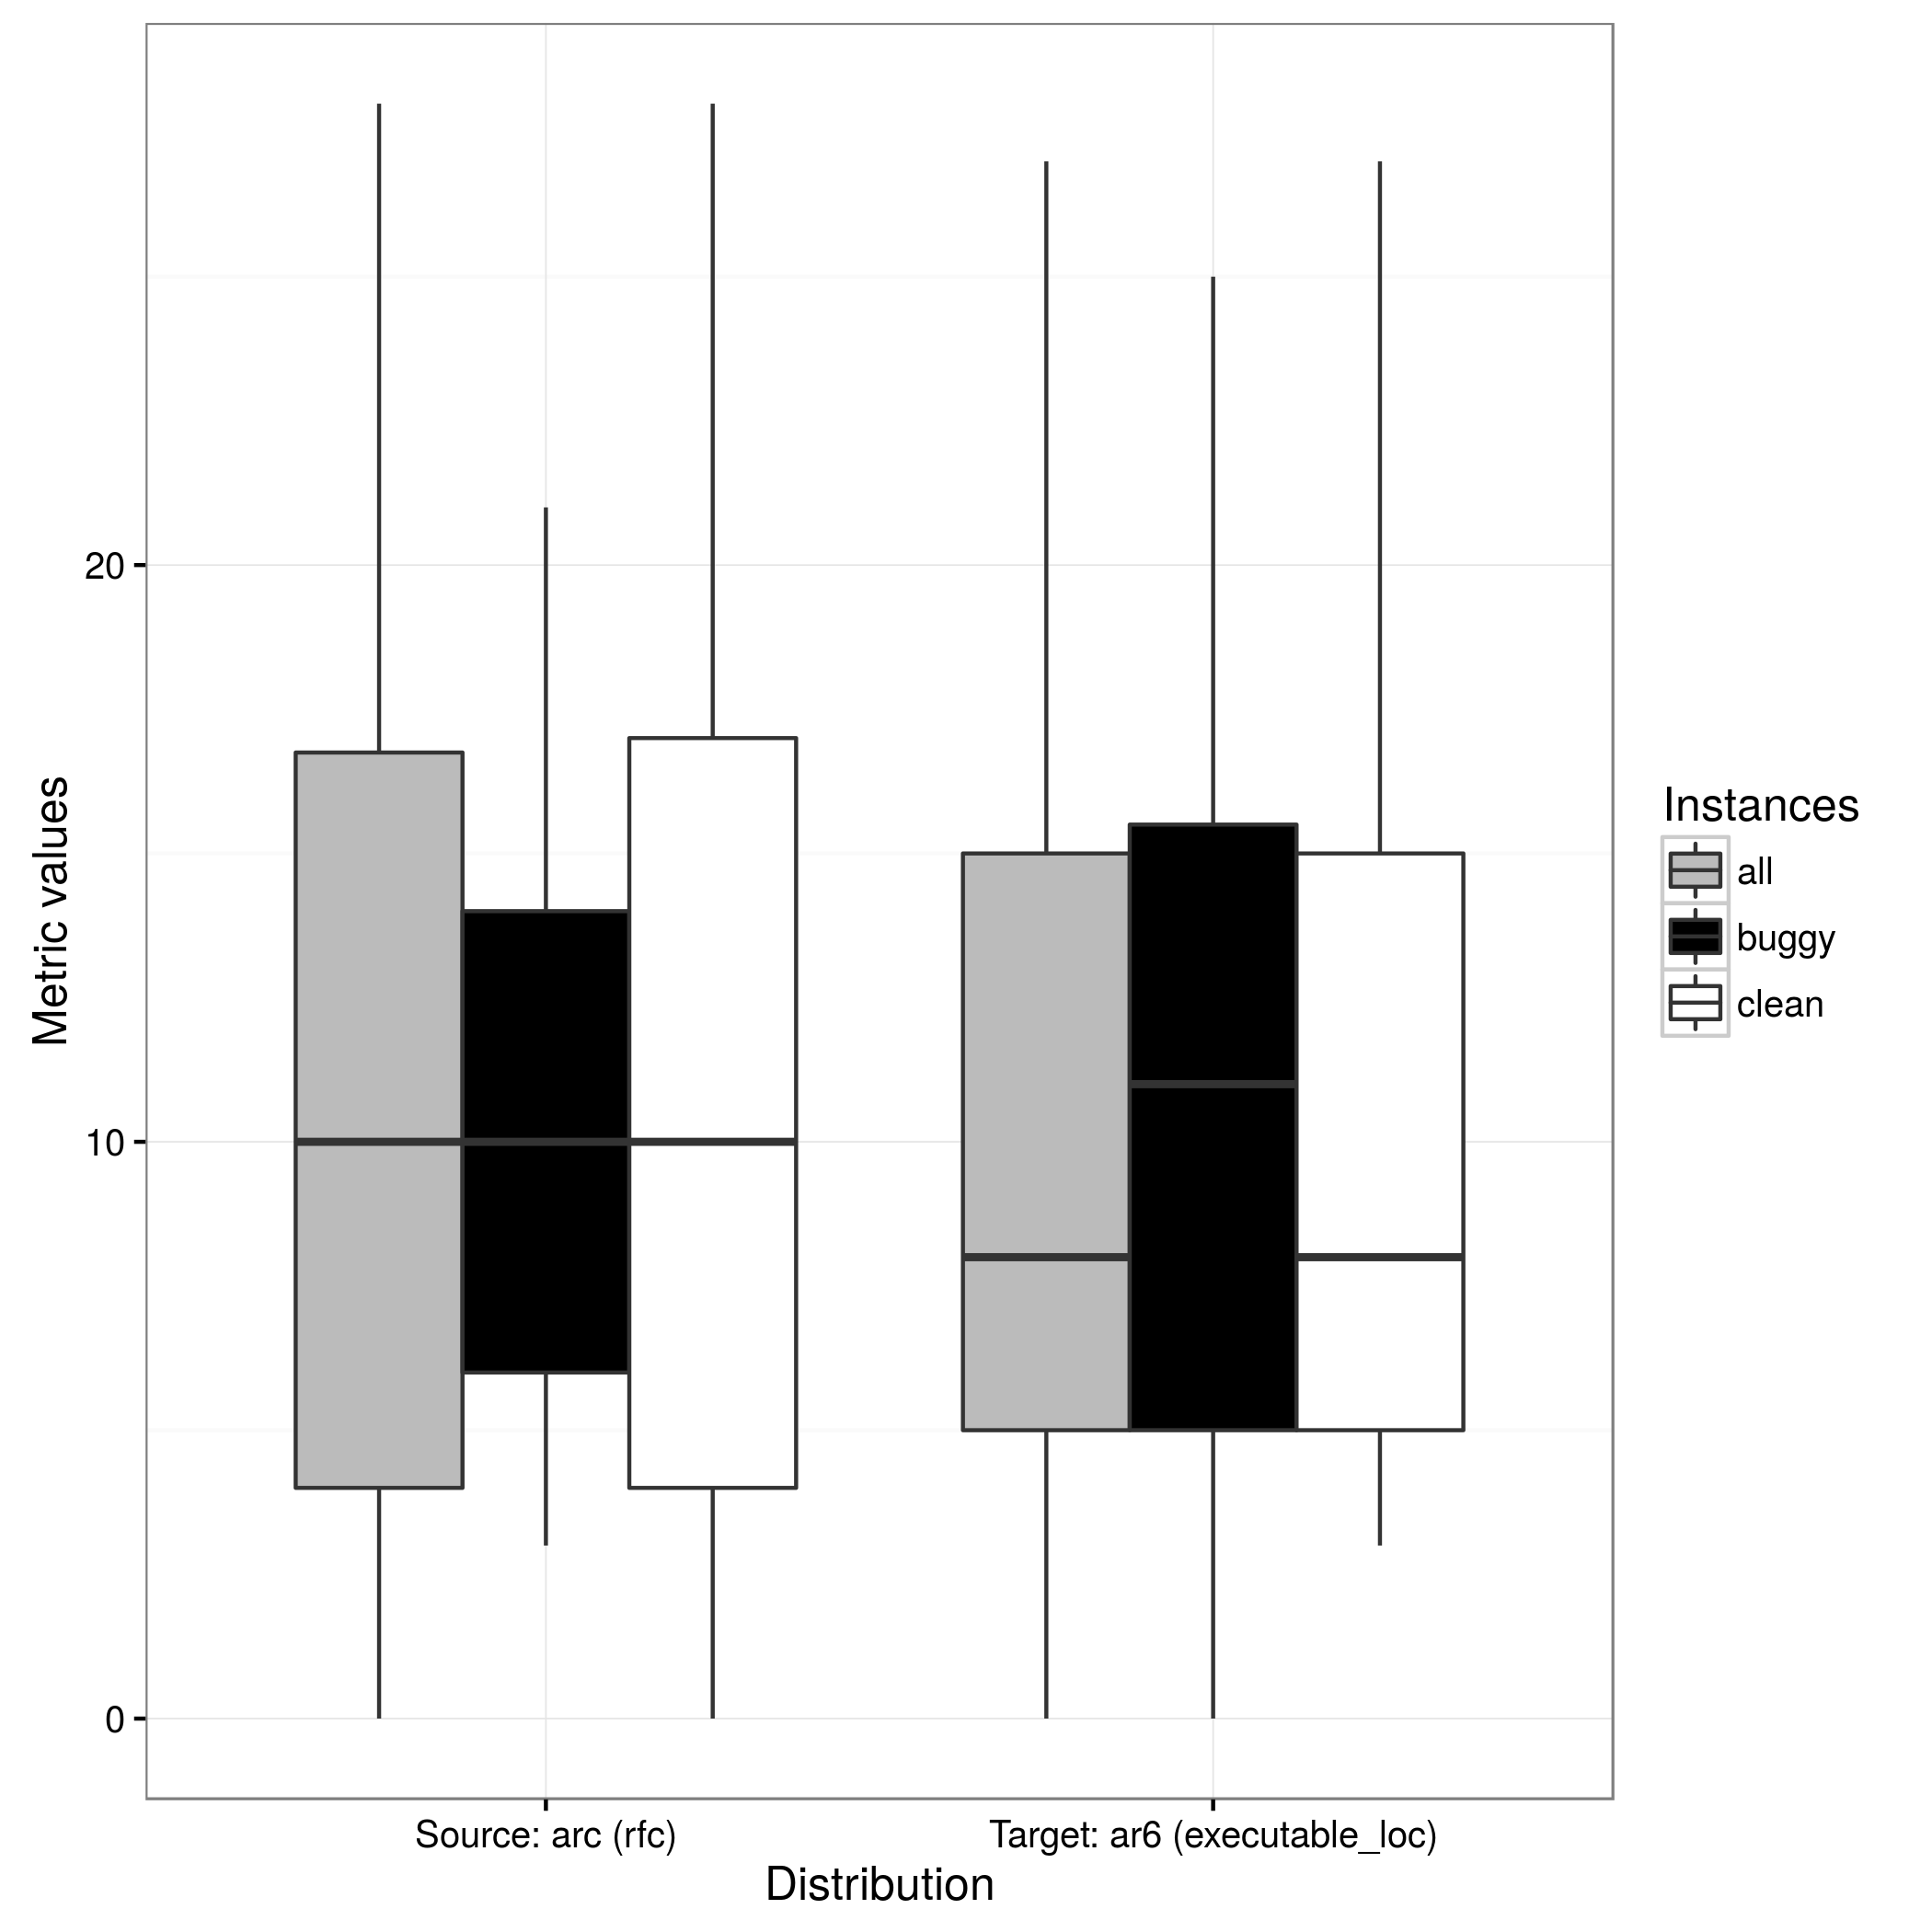 Metric values
20
10
0
Source: arc (rfc)
Target: ar6 (executable_loc)
Distribution
Instances
all
buggy
clean